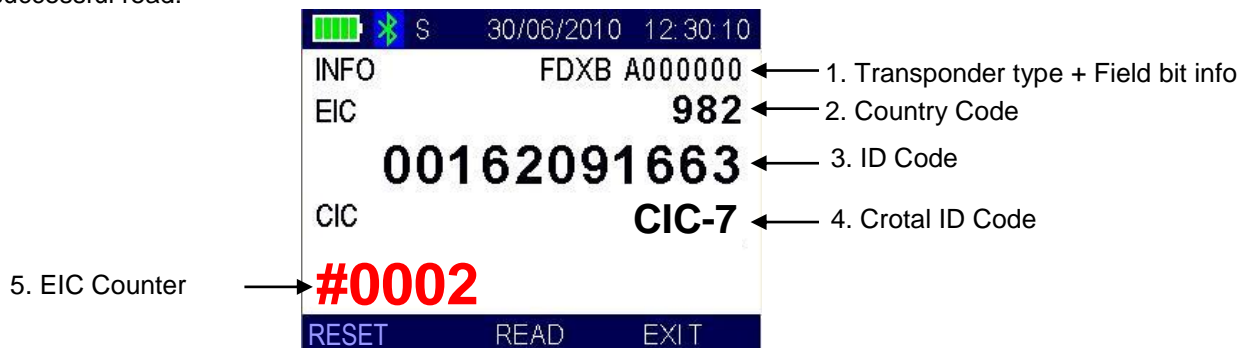 S 30/06/2010 12:30:10
INFO FDXB A000000 1. Transponder type + Field bit info
EIC 982 2. Country Code
00162091663 3. ID Code
CIC CIC-7 4. Crotal ID Code
5. EIC Counter #0002
RESET READ EXIT